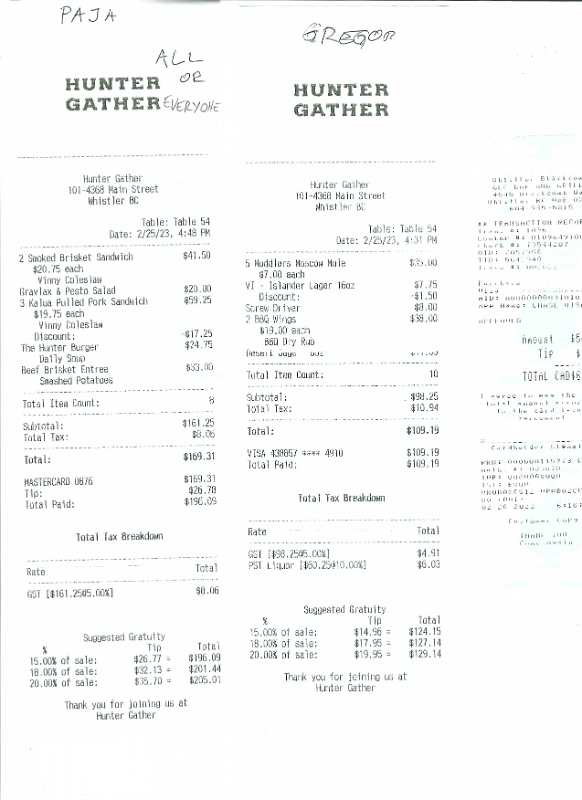 PAJA
ALL
OR
EVERYONE
HUNTER
GATHER
Hunter Gather
101-4368 Main Street
Whistler BC
Table: Table 54
Date: 2/25/23, 4:48 PM
2 Smoked Brisket Sandwich $41.50
$20.75 each
Vinny Coleslaw
Gravlax & Pesto Salad $20.00
3 Kalua Pulled Pork Sandwich $59.25
$19.75 each
Vinny Coleslaw
Discount: -$17.25
The Hunter Burger $24.75
Daily Soup
Beef Brisket Entree $33.00
Smashed Potatoes
Total Item Count: 8
Subtotal: $161.25
Total Tax: $8.06
Total: $169.31
MASTERCARD 0876 $169.31
Tip: $26.78
Total Paid: $196.09
Total Tax Breakdown
Rate Total
GST [$161.25@5.00%] $8.06
Suggested Gratuity
% Tip Total
15.00% of sale: $26.77 = $196.09
18.00% of sale: $32.13 = $201.44
20.00% of sale: $35.70 = $205.01
Thank you for joining us at
Hunter Gather
GREGOR
HUNTER
GATHER
Hunter Gather
101-4368 Main Street
Whistler BC
Table: Table 54
Date: 2/25/23, 4:31 PM
5 Muddlers Moscow Mule $35.00
$7.00 each
VI - Islander Lager 16oz $7.75
Discount: -$1.50
Screw Driver $8.00
2 BBQ Wings $38.00
$19.00 each
BBQ Dry Rub
Total Item Count: 10
Subtotal: $98.25
Total Tax: $10.94
Total: $109.19
VISA 438857 **** 4910 $109.19
Total Paid: $109.19
Total Tax Breakdown
Rate Total
GST [$98.25@5.00%] $4.91
PST Liquor [$60.25@10.00%] $6.03
Suggested Gratuity
% Tip Total
15.00% of sale: $14.96 = $124.15
18.00% of sale: $17.95 = $127.14
20.00% of sale: $19.95 = $129.14
Thank you for joining us at
Hunter Gather
TRANSACTION RECOR
Amount $5
Tip $
TOTAL CAD$6
Customer Copy